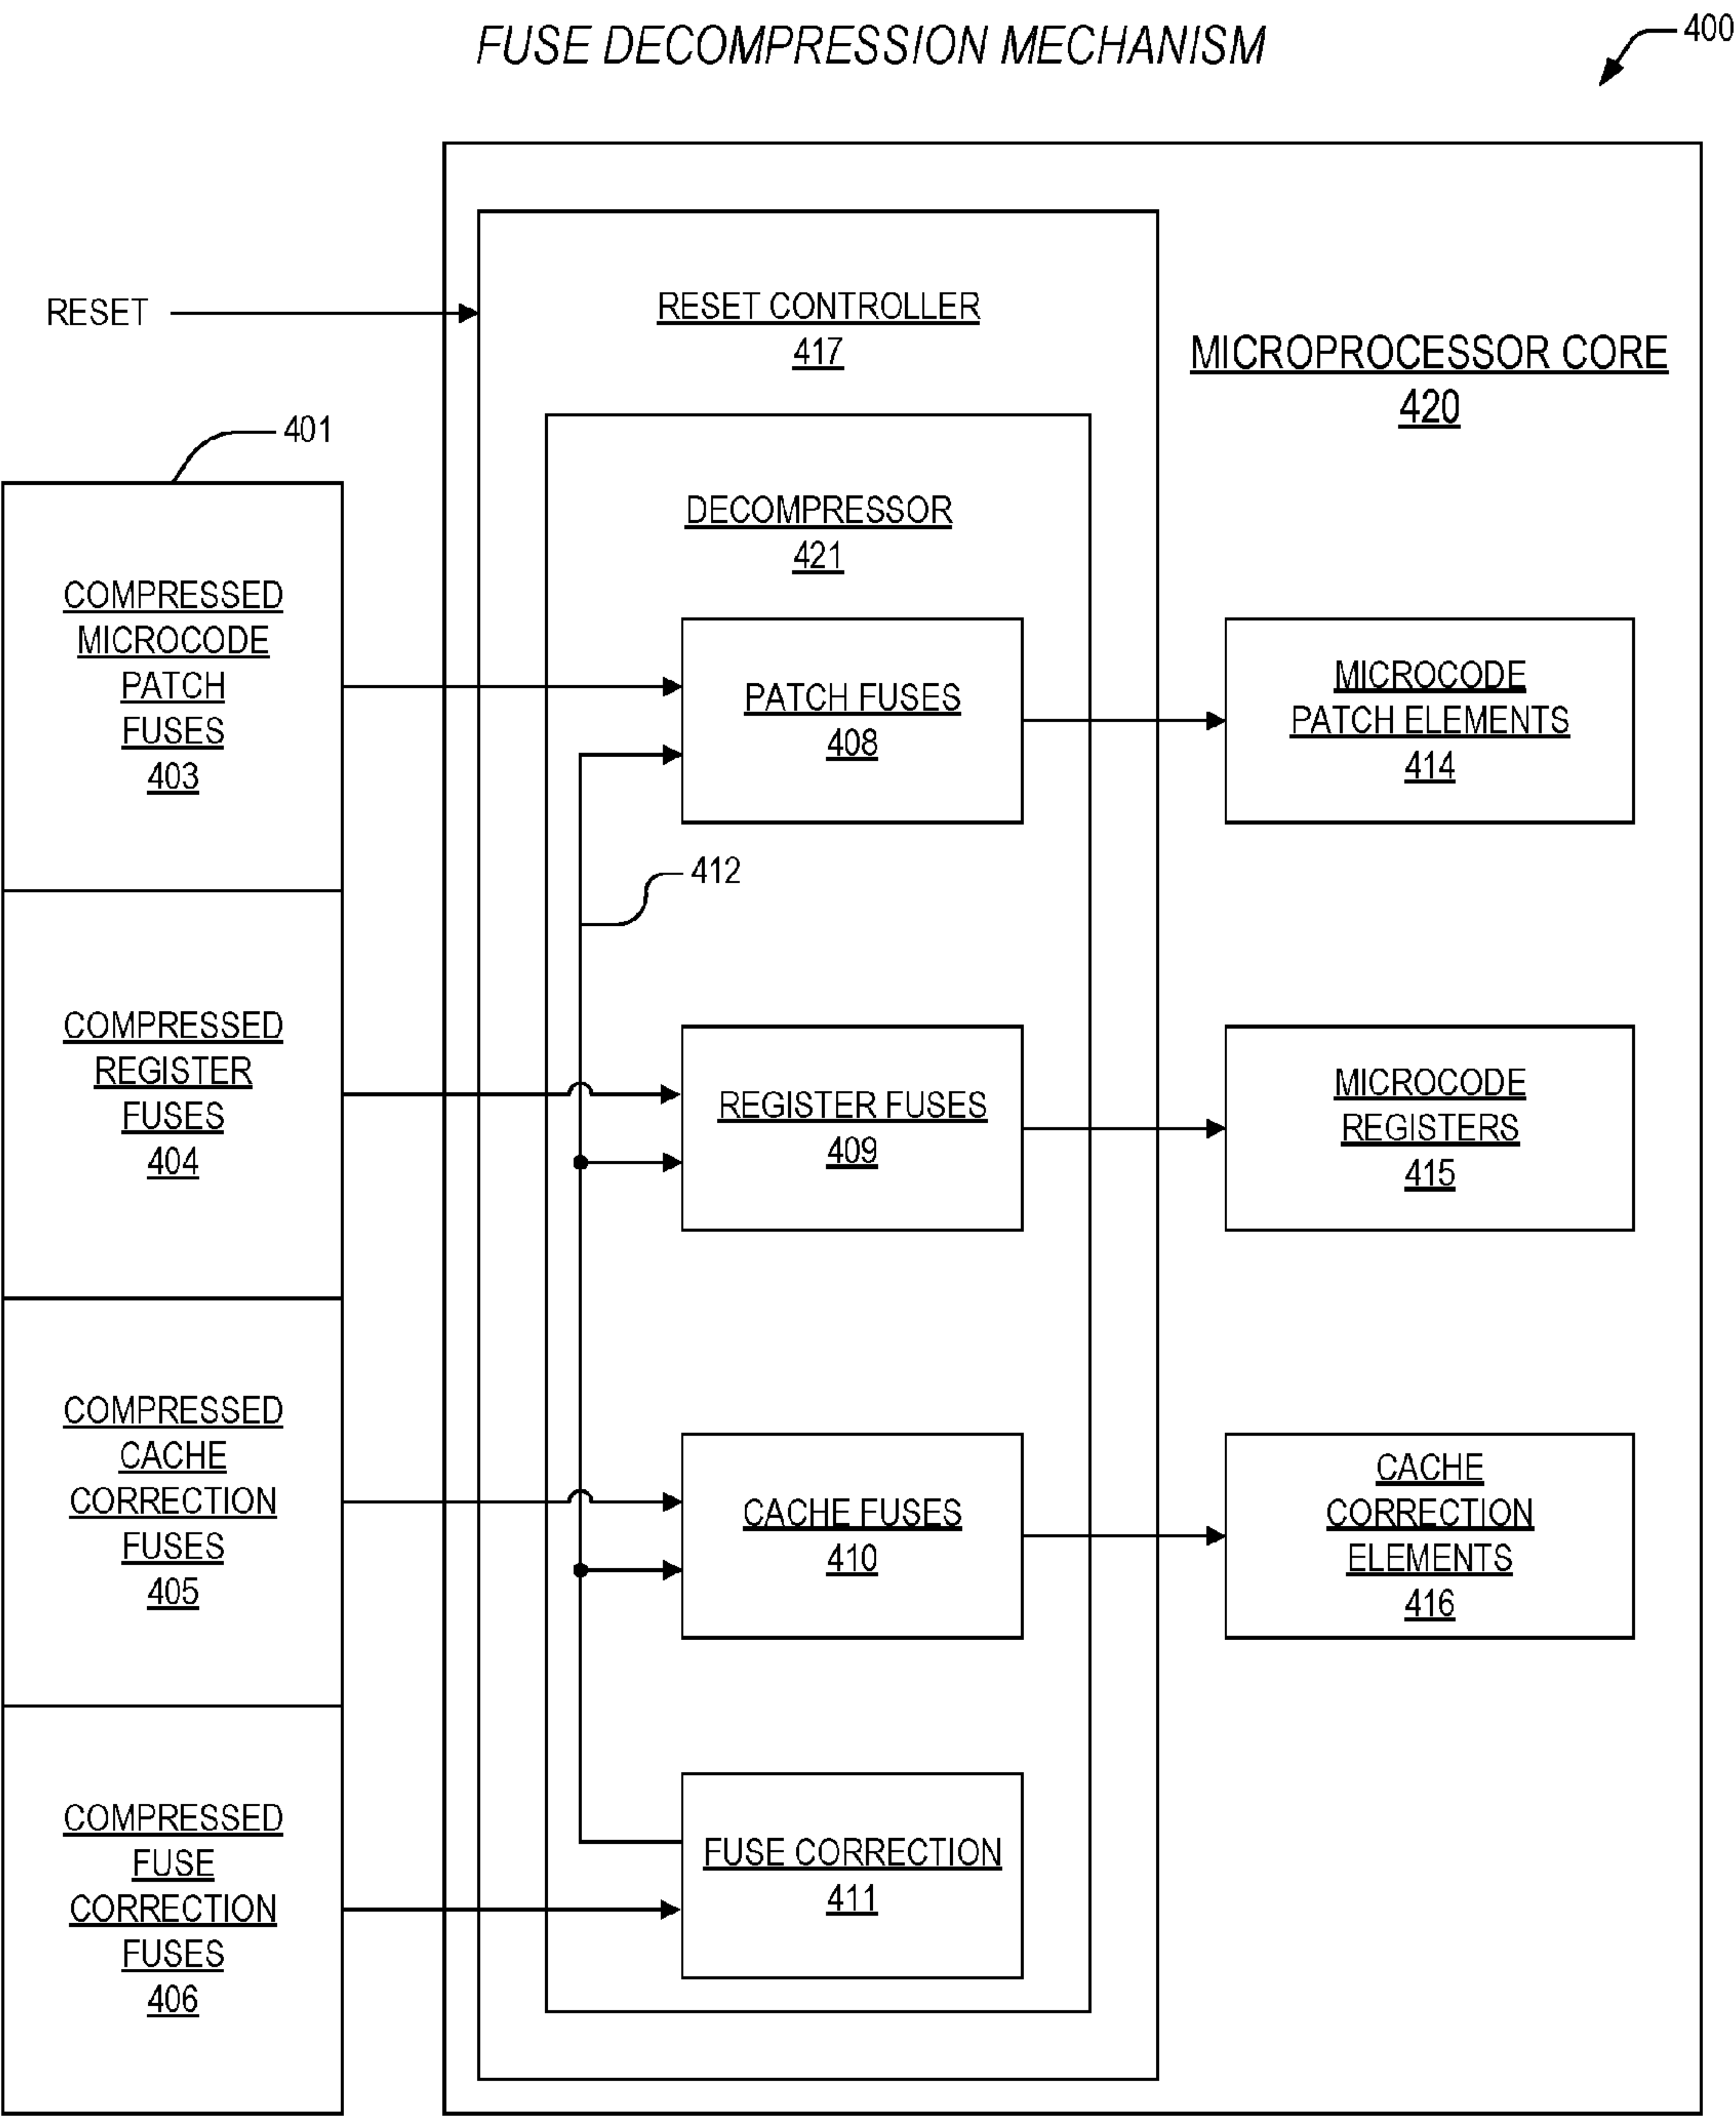 FUSE DECOMPRESSION MECHANISM
400
RESET
RESET CONTROLLER
417
MICROPROCESSOR CORE
420
401
DECOMPRESSOR
421
COMPRESSED
MICROCODE
PATCH
FUSES
403
PATCH FUSES
408
MICROCODE
PATCH ELEMENTS
414
412
COMPRESSED
REGISTER
FUSES
404
REGISTER FUSES
409
MICROCODE
REGISTERS
415
COMPRESSED
CACHE
CORRECTION
FUSES
405
CACHE FUSES
410
CACHE
CORRECTION
ELEMENTS
416
COMPRESSED
FUSE
CORRECTION
FUSES
406
FUSE CORRECTION
411